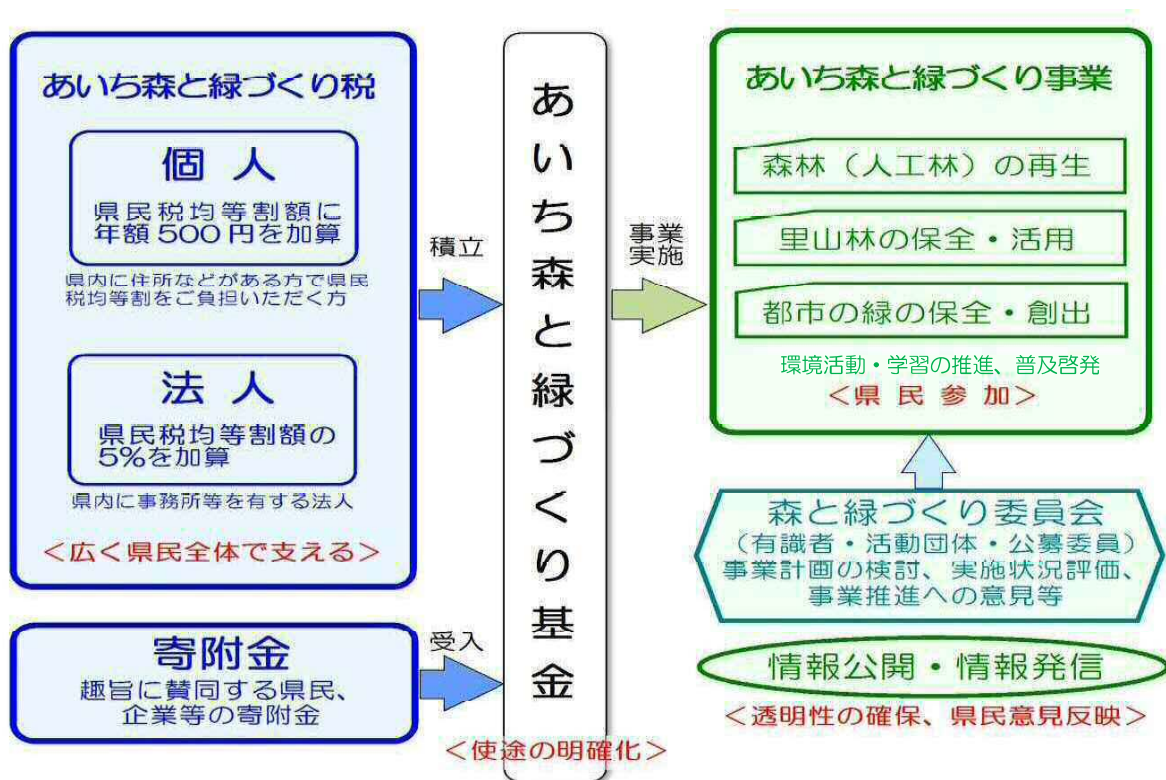 あいち森と緑づくり税
個人
県民税均等割額に
年額500円を加算
県内に住所などがある方で県民
税均等割をご負担いただく方
法人
県民税均等割額の
5%を加算
県内に事務所等を有する法人
＜広く県民全体で支える＞
寄附金
趣旨に賛同する県民、
企業等の寄附金
積立
受入
あいち森と緑づくり基金
＜使途の明確化＞
事業
実施
あいち森と緑づくり事業
森林（人工林）の再生
里山林の保全・活用
都市の緑の保全・創出
環境活動・学習の推進、普及啓発
＜県民参加＞
森と緑づくり委員会
（有識者・活動団体・公募委員）
事業計画の検討、実施状況評価、
事業推進への意見等
情報公開・情報発信
＜透明性の確保、県民意見反映＞